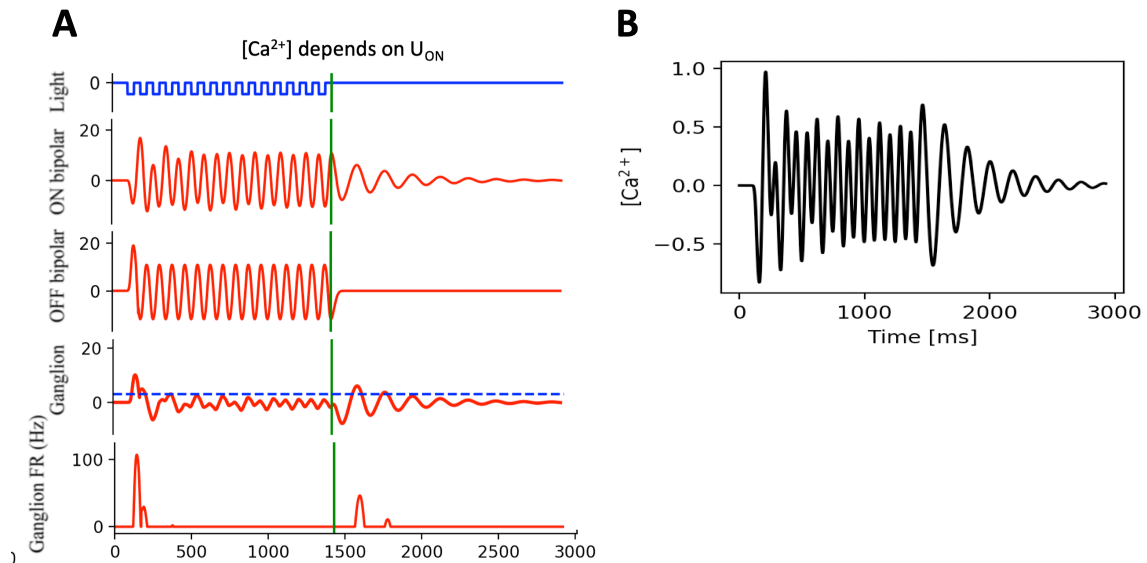 A
[Ca²⁺] depends on U_ON
Light
0
ON bipolar
20
0
OFF bipolar
20
0
Ganglion
20
0
Ganglion FR (Hz)
100
0
0 500 1000 1500 2000 2500 3000
)
B
[Ca²⁺]
1.0
0.5
0.0
−0.5
0 1000 2000 3000
Time [ms]